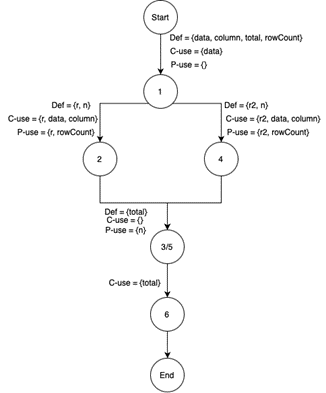 Start
Def = {data, column, total, rowCount}
C-use = {data}
P-use = {}
1
Def = {r, n}
C-use = {r, data, column}
P-use = {r, rowCount}
Def = {r2, n}
C-use = {r2, data, column}
P-use = {r2, rowCount}
2
4
Def = {total}
C-use = {}
P-use = {n}
3/5
C-use = {total}
6
End